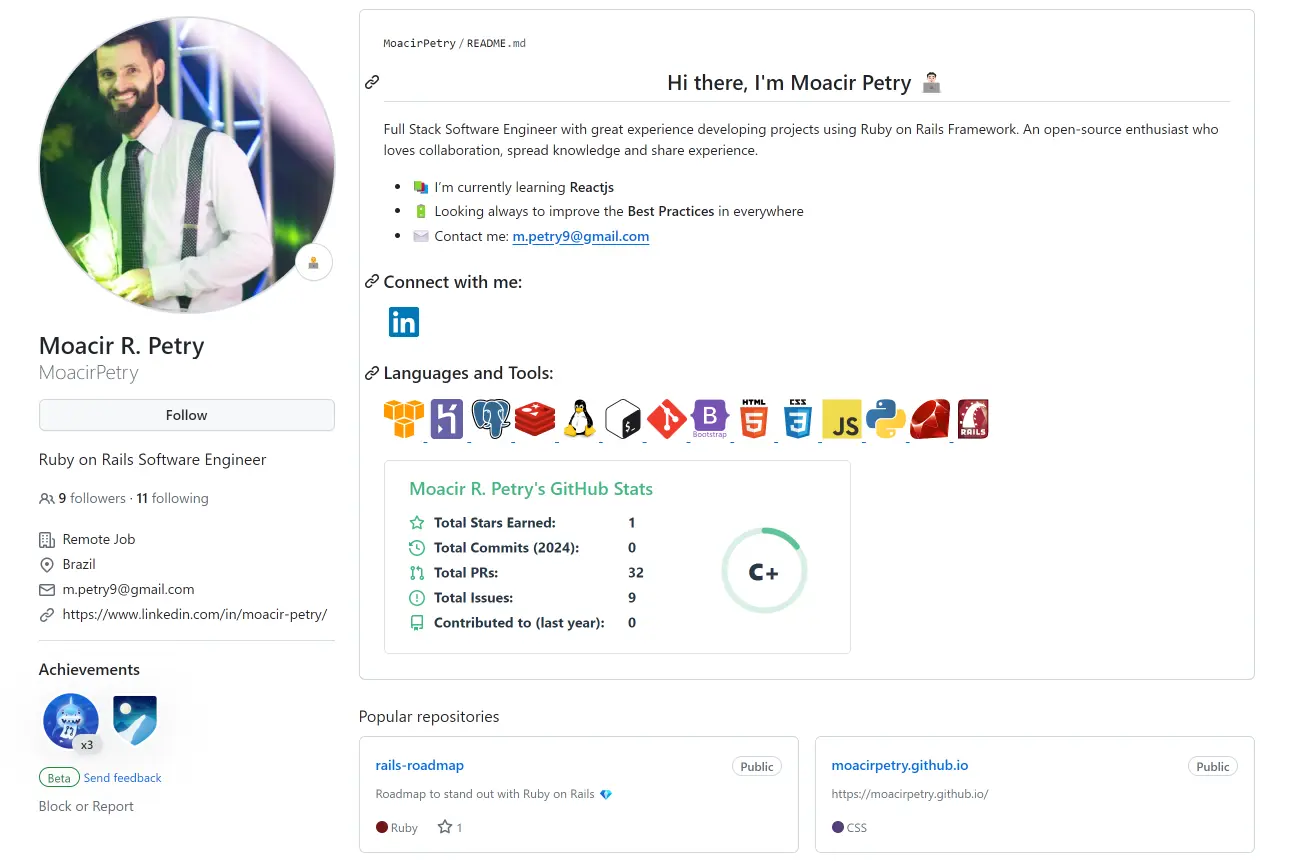 Moacir R. Petry
MoacirPetry
Follow
Ruby on Rails Software Engineer
9 followers · 11 following
Remote Job
Brazil
m.petry9@gmail.com
https://www.linkedin.com/in/moacir-petry/
Achievements
x3
Beta Send feedback
Block or Report
MoacirPetry/README.md
Hi there, I'm Moacir Petry 👨🏻‍💻
Full Stack Software Engineer with great experience developing projects using Ruby on Rails Framework. An open-source enthusiast who
loves collaboration, spread knowledge and share experience.
• 📚 I’m currently learning Reactjs
• 🔋 Looking always to improve the Best Practices in everywhere
• ✉️ Contact me: m.petry9@gmail.com
Connect with me:
in
Languages and Tools:
$_ B Bootstrap HTML 5 CSS 3 JS RAILS
Moacir R. Petry's GitHub Stats
Total Stars Earned: 1
Total Commits (2024): 0
Total PRs: 32
Total Issues: 9
Contributed to (last year): 0
C+
Popular repositories
rails-roadmap Public
Roadmap to stand out with Ruby on Rails 💎
Ruby 1
moacirpetry.github.io Public
https://moacirpetry.github.io/
CSS